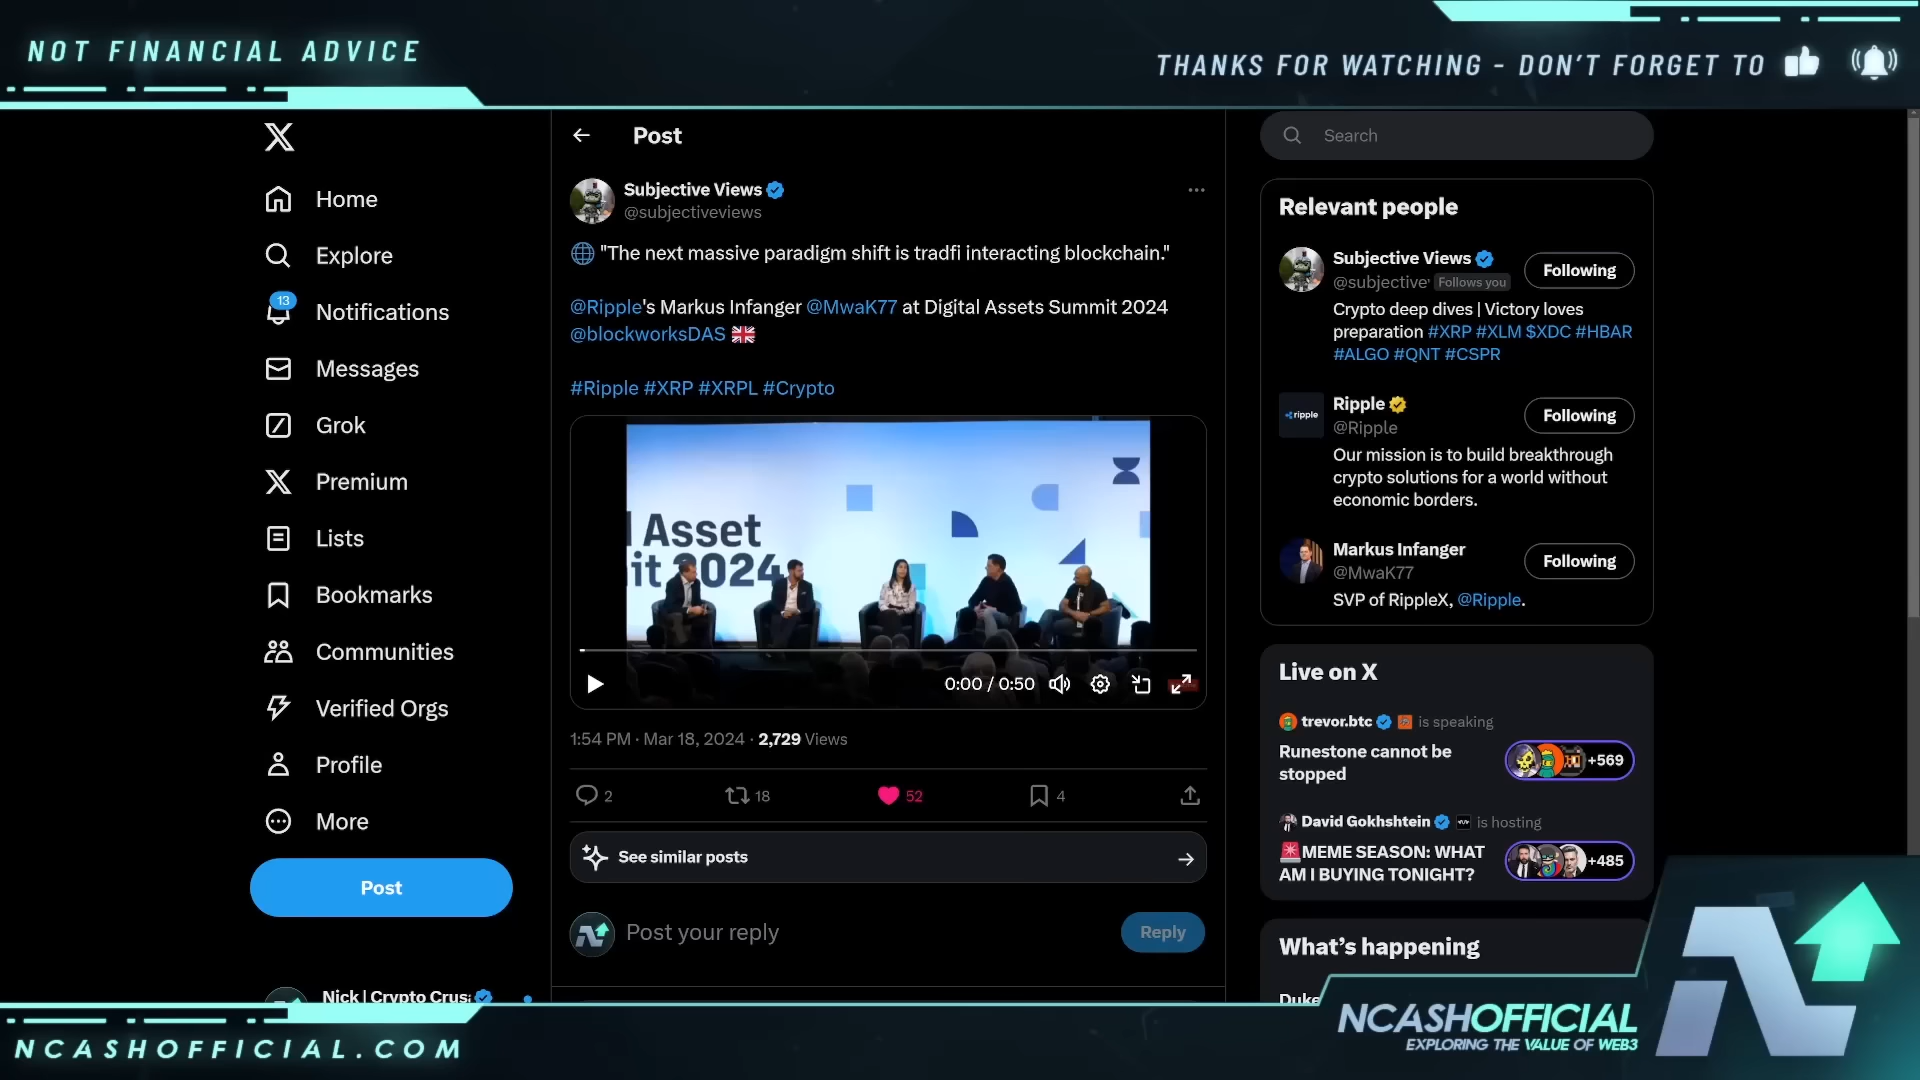 NOT FINANCIAL ADVICE
THANKS FOR WATCHING - DON'T FORGET TO
Home
Explore
13
Notifications
Messages
Grok
Premium
Lists
Bookmarks
Communities
Verified Orgs
Profile
More
Post
Nick | Crypto Crus
Post
Subjective Views
@subjectiveviews
"The next massive paradigm shift is tradfi interacting blockchain."
@Ripple's Markus Infanger @MwaK77 at Digital Assets Summit 2024
@blockworksDAS
#Ripple #XRP #XRPL #Crypto
Asset
it 2024
0:00 / 0:50
1:54 PM · Mar 18, 2024 · 2,729 Views
2
18
52
4
See similar posts
Post your reply
Reply
Search
Relevant people
Subjective Views
@subjective Follows you
Following
Crypto deep dives | Victory loves
preparation #XRP #XLM $XDC #HBAR
#ALGO #QNT #CSPR
ripple
Ripple
@Ripple
Following
Our mission is to build breakthrough
crypto solutions for a world without
economic borders.
Markus Infanger
@MwaK77
Following
SVP of RippleX, @Ripple.
Live on X
trevor.btc is speaking
Runestone cannot be
stopped
+569
David Gokhshtein is hosting
MEME SEASON: WHAT
AM I BUYING TONIGHT?
+485
What's happening
Duke
NCASHOFFICIAL.COM
NCASHOFFICIAL
EXPLORING THE VALUE OF WEB3